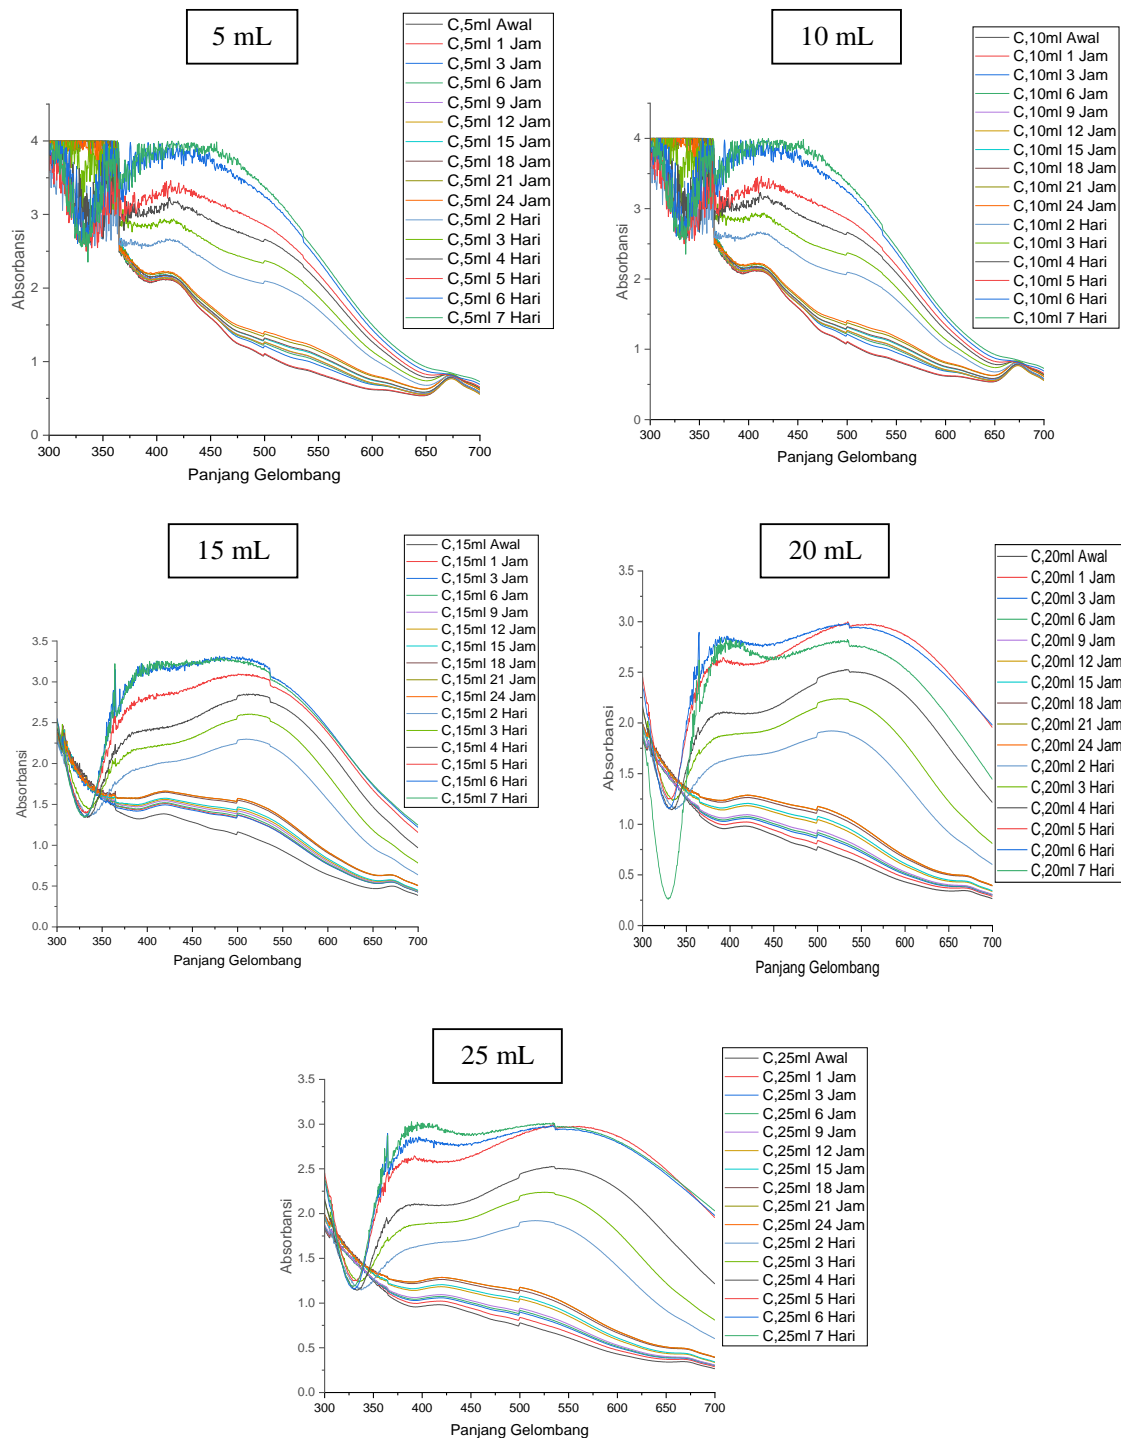 5 mL
C,5ml Awal
C,5ml 1 Jam
C,5ml 3 Jam
C,5ml 6 Jam
C,5ml 9 Jam
C,5ml 12 Jam
C,5ml 15 Jam
C,5ml 18 Jam
C,5ml 21 Jam
C,5ml 24 Jam
C,5ml 2 Hari
C,5ml 3 Hari
C,5ml 4 Hari
C,5ml 5 Hari
C,5ml 6 Hari
C,5ml 7 Hari
4
3
2
1
0
Absorbansi
300 350 400 450 500 550 600 650 700
Panjang Gelombang
10 mL
C,10ml Awal
C,10ml 1 Jam
C,10ml 3 Jam
C,10ml 6 Jam
C,10ml 9 Jam
C,10ml 12 Jam
C,10ml 15 Jam
C,10ml 18 Jam
C,10ml 21 Jam
C,10ml 24 Jam
C,10ml 2 Hari
C,10ml 3 Hari
C,10ml 4 Hari
C,10ml 5 Hari
C,10ml 6 Hari
C,10ml 7 Hari
4
3
2
1
0
Absorbansi
300 350 400 450 500 550 600 650 700
Panjang Gelombang
15 mL
C,15ml Awal
C,15ml 1 Jam
C,15ml 3 Jam
C,15ml 6 Jam
C,15ml 9 Jam
C,15ml 12 Jam
C,15ml 15 Jam
C,15ml 18 Jam
C,15ml 21 Jam
C,15ml 24 Jam
C,15ml 2 Hari
C,15ml 3 Hari
C,15ml 4 Hari
C,15ml 5 Hari
C,15ml 6 Hari
C,15ml 7 Hari
3.5
3.0
2.5
2.0
1.5
1.0
0.5
0.0
Absorbansi
300 350 400 450 500 550 600 650 700
Panjang Gelombang
20 mL
C,20ml Awal
C,20ml 1 Jam
C,20ml 3 Jam
C,20ml 6 Jam
C,20ml 9 Jam
C,20ml 12 Jam
C,20ml 15 Jam
C,20ml 18 Jam
C,20ml 21 Jam
C,20ml 24 Jam
C,20ml 2 Hari
C,20ml 3 Hari
C,20ml 4 Hari
C,20ml 5 Hari
C,20ml 6 Hari
C,20ml 7 Hari
3.5
3.0
2.5
2.0
1.5
1.0
0.5
0.0
Absorbansi
300 350 400 450 500 550 600 650 700
Panjang Gelombang
25 mL
C,25ml Awal
C,25ml 1 Jam
C,25ml 3 Jam
C,25ml 6 Jam
C,25ml 9 Jam
C,25ml 12 Jam
C,25ml 15 Jam
C,25ml 18 Jam
C,25ml 21 Jam
C,25ml 24 Jam
C,25ml 2 Hari
C,25ml 3 Hari
C,25ml 4 Hari
C,25ml 5 Hari
C,25ml 6 Hari
C,25ml 7 Hari
3.5
3.0
2.5
2.0
1.5
1.0
0.5
0.0
Absorbansi
300 350 400 450 500 550 600 650 700
Panjang Gelombang